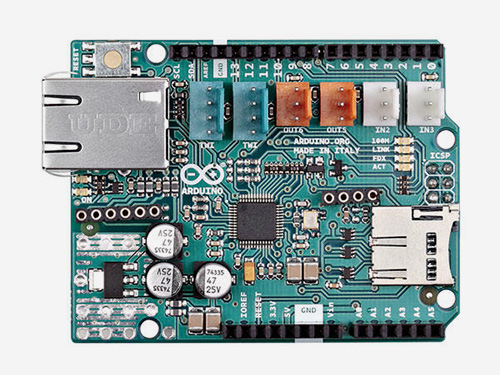 RESET
SCL
SDA
AREF
GND
13
12
11
10
9
8
7
6
5
4
3
2
1
0
TWI
TWI
OUT6
OUT5
IN2
IN3
ARDUINO.ORG
MADE IN ITALY
100M
LINK
FDX
ACT
ICSP
UDE
ON
ARDUINO
47
25V
74335
47
25V
74335
74335
47
25V
IOREF
RESET
3.3V
5V
GND
Vin
A0
A1
A2
A3
A4
A5